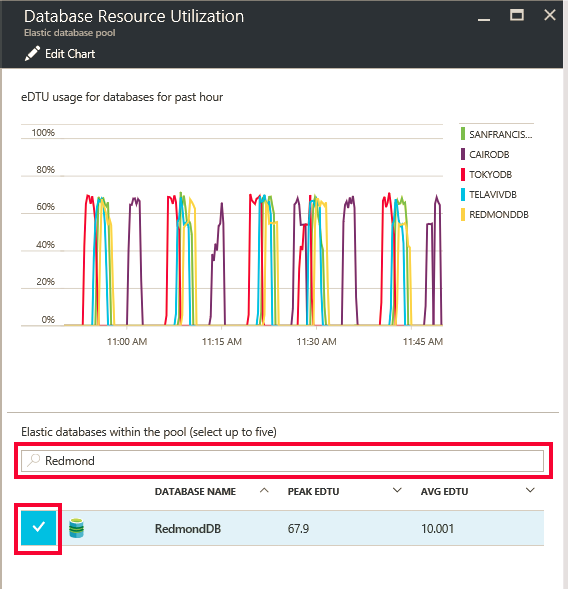 Database Resource Utilization
Elastic database pool
Edit Chart
eDTU usage for databases for past hour
100%
80%
60%
40%
20%
0%
11:00 AM 11:15 AM 11:30 AM 11:45 AM
SANFRANCIS...
CAIRODB
TOKYODB
TELAVIVDB
REDMONDDB
Elastic databases within the pool (select up to five)
Redmond
DATABASE NAME PEAK EDTU AVG EDTU
RedmondDB 67.9 10.001